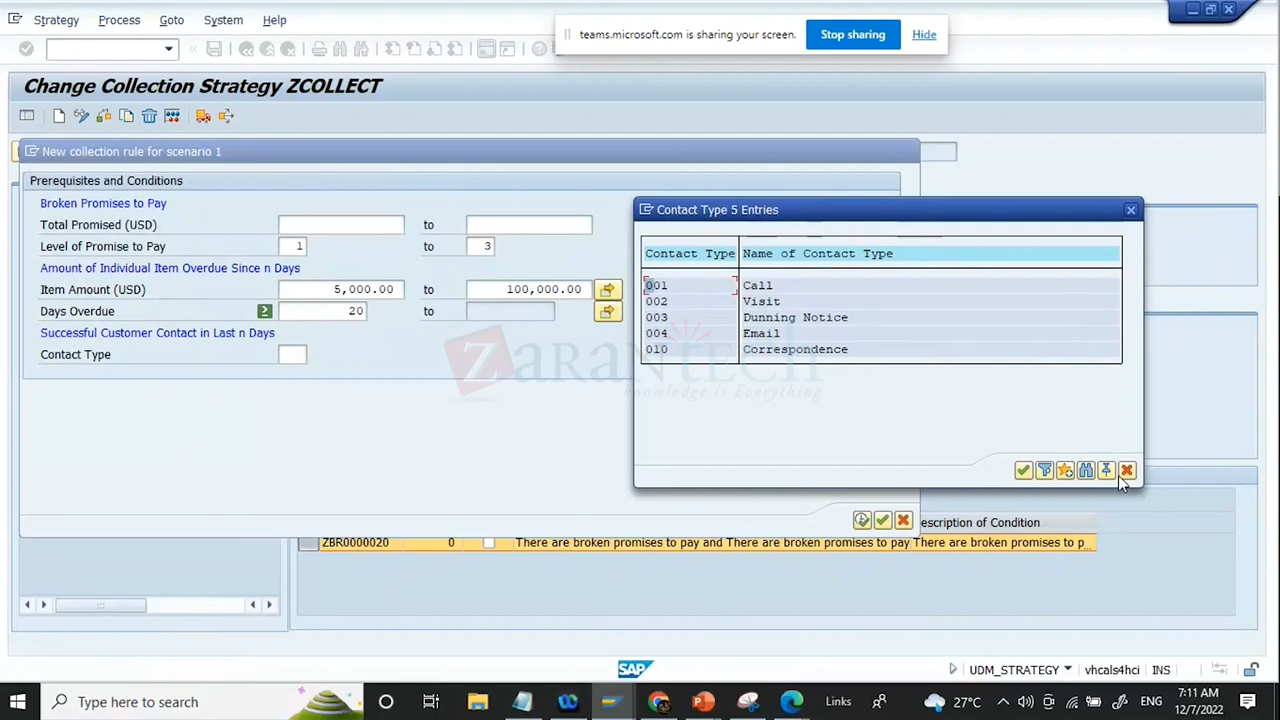 Strategy Process Goto System Help
teams.microsoft.com is sharing your screen. Stop sharing Hide
Change Collection Strategy ZCOLLECT
New collection rule for scenario 1
Prerequisites and Conditions
Broken Promises to Pay
Total Promised (USD) to
Level of Promise to Pay 1 to 3
Amount of Individual Item Overdue Since n Days
Item Amount (USD) 5,000.00 to 100,000.00
Days Overdue 20 to
Successful Customer Contact in Last n Days
Contact Type
Contact Type 5 Entries
Contact Type Name of Contact Type
001 Call
002 Visit
003 Dunning Notice
004 Email
010 Correspondence
ZaranTech
knowledge is Everything
escription of Condition
ZBR0000020 0 There are broken promises to pay and There are broken promises to pay There are broken promises to p...
SAP
UDM_STRATEGY vhcals4hci INS
Type here to search
Links
27°C
ENG
7:11 AM
12/7/2022